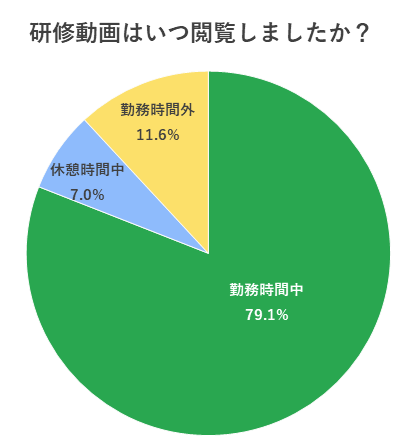 研修動画はいつ閲覧しましたか？
勤務時間外
11.6%
休憩時間中
7.0%
勤務時間中
79.1%